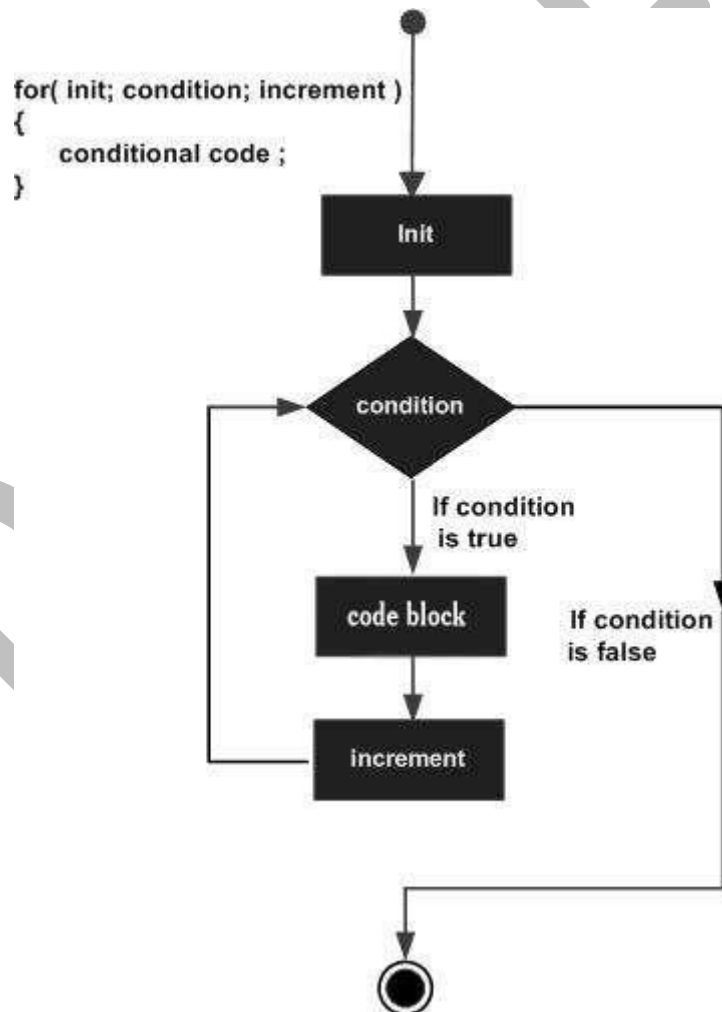 for( init; condition; increment )
{
conditional code ;
}
Init
condition
If condition
is true
code block
If condition
is false
increment